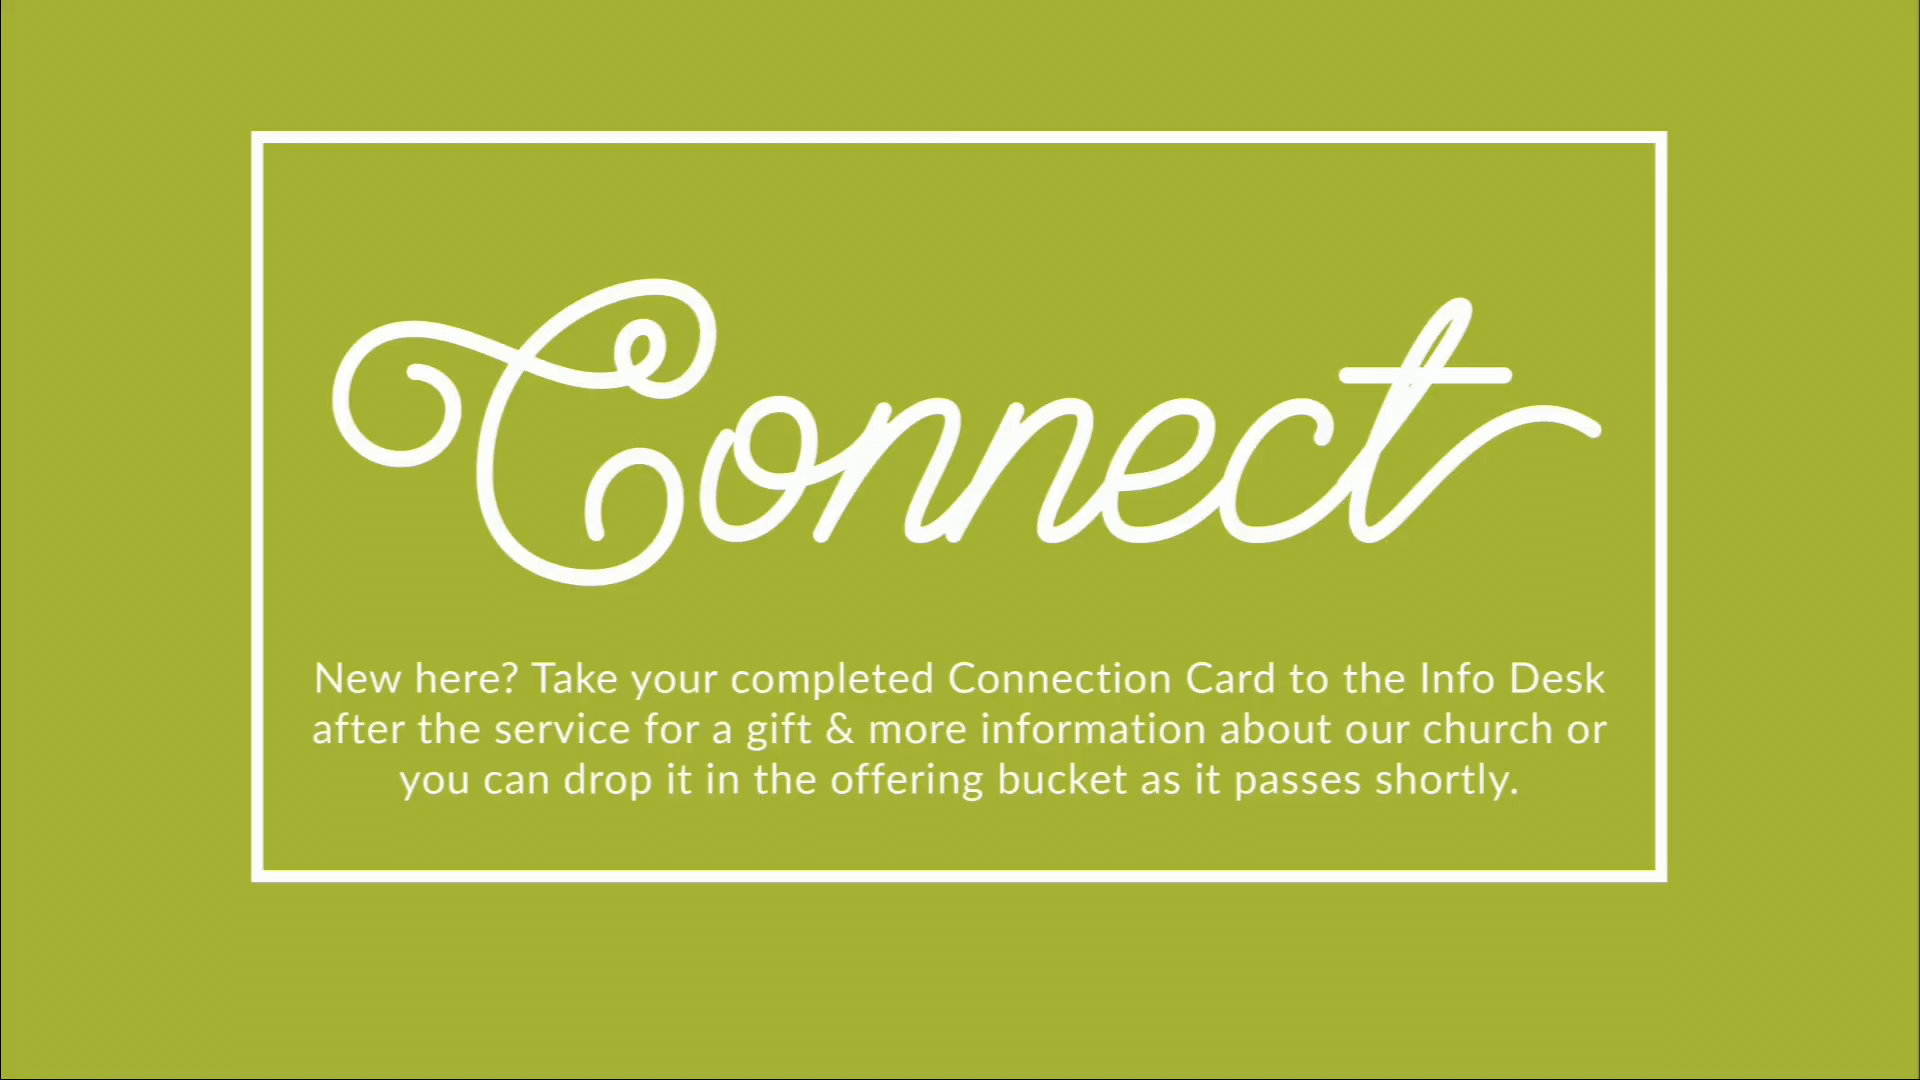 Connect
New here? Take your completed Connection Card to the Info Desk
after the service for a gift & more information about our church or
you can drop it in the offering bucket as it passes shortly.